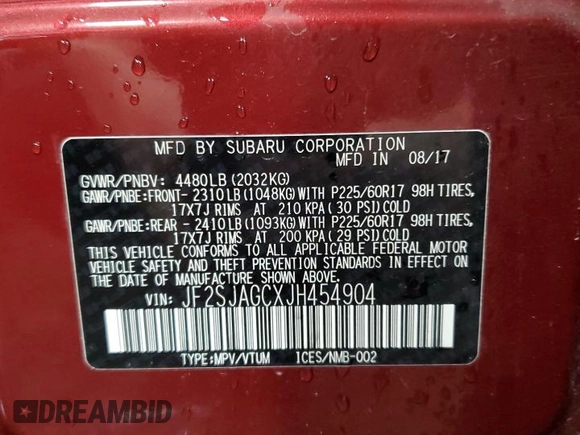 MFD BY SUBARU CORPORATION
MFD IN 08/17
GVWR/PNBV: 4480LB (2032KG)
GAWR/PNBE:FRONT- 2310LB (1048KG) WITH P225/60R17 98H TIRES,
17X7J RIMS AT 210 KPA ( 30 PSI) COLD
GAWR/PNBE:REAR - 2410LB (1093KG) WITH P225/60R17 98H TIRES,
17X7J RIMS AT 200 KPA ( 29 PSI) COLD
THIS VEHICLE CONFORMS TO ALL APPLICABLE FEDERAL MOTOR
VEHICLE SAFETY AND THEFT PREVENTION STANDARDS IN EFFECT ON
THE DATE OF MANUFACTURE SHOWN ABOVE.
VIN: JF2SJAGCXJH454904
TYPE:MPV/VTUM ICES/NMB-002
DREAMBID